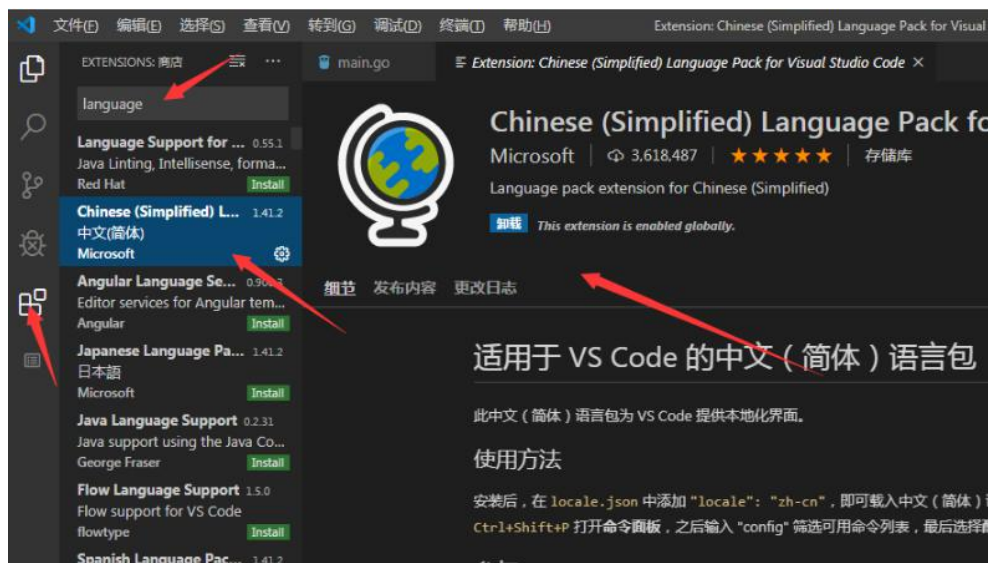 文件(F) 编辑(E) 选择(S) 查看(V) 转到(G) 调试(D) 终端(T) 帮助(H) Extension: Chinese (Simplified) Language Pack for Visual
EXTENSIONS: 商店 ···
main.go Extension: Chinese (Simplified) Language Pack for Visual Studio Code ×
language
Language Support for ... 0.55.1
Java Linting, Intellisense, forma...
Red Hat Install
Chinese (Simplified) L... 1.41.2
中文(简体)
Microsoft
Angular Language Se...
Editor services for Angular tem...
Angular Install
Japanese Language Pa... 1.41.2
日本語
Microsoft Install
Java Language Support 0.2.31
Java support using the Java Co...
George Fraser Install
Flow Language Support 1.5.0
Flow support for VS Code
flowtype Install
Spanish Language Pac... 1.41.2
Chinese (Simplified) Language Pack fo
Microsoft 3,618,487 ★★★★★ 存储库
Language pack extension for Chinese (Simplified)
卸载 This extension is enabled globally.
细节 发布内容 更改日志
适用于 VS Code 的中文（简体）语言包
此中文（简体）语言包为 VS Code 提供本地化界面。
使用方法
安装后，在 locale.json 中添加 "locale": "zh-cn"，即可载入中文（简体）
Ctrl+Shift+P 打开命令面板，之后输入 "config" 筛选可用命令列表，最后选择